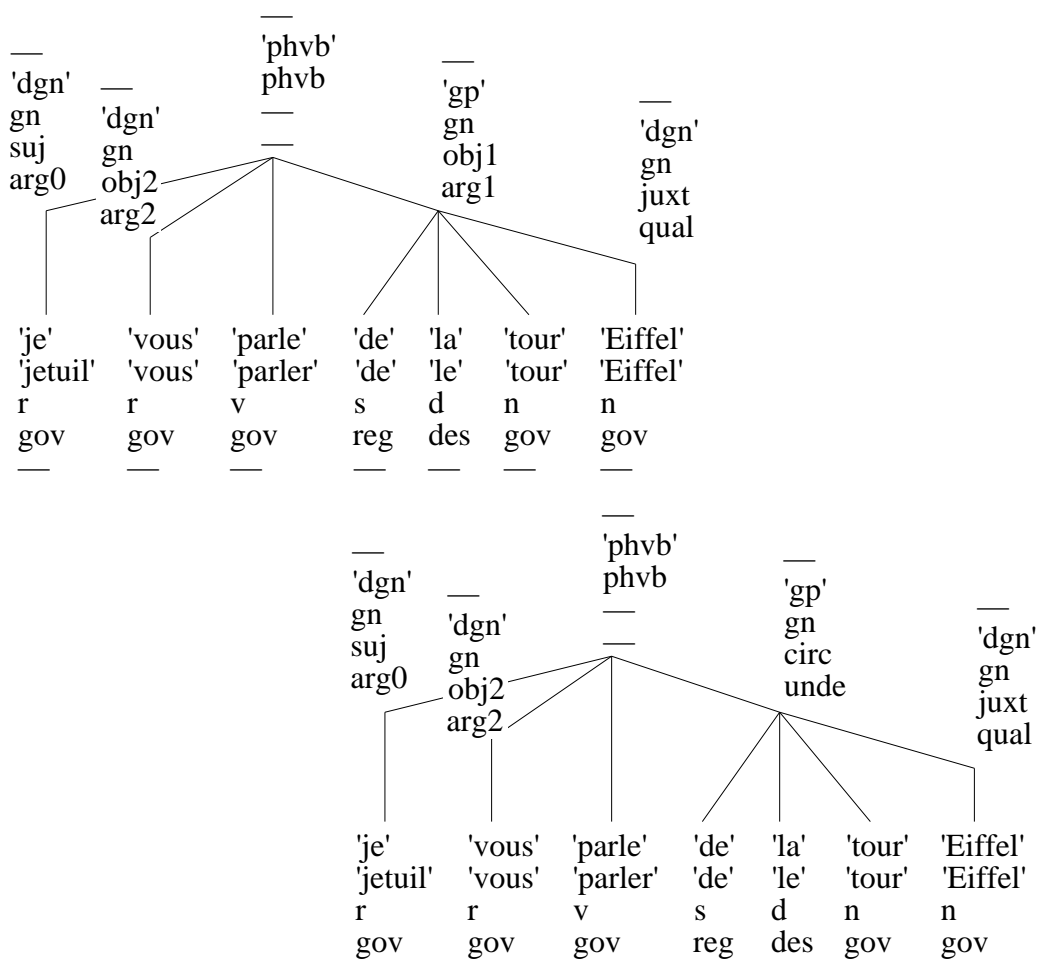 'phvb'
phvb
'dgn'
gn
suj
arg0
'dgn'
gn
obj2
arg2
'gp'
gn
obj1
arg1
'dgn'
gn
juxt
qual
'je' 'vous' 'parle' 'de' 'la' 'tour' 'Eiffel'
'jetuil' 'vous' 'parler' 'de' 'le' 'tour' 'Eiffel'
r r v s d n n
gov gov gov reg des gov gov
'phvb'
phvb
'dgn'
gn
suj
arg0
'dgn'
gn
obj2
arg2
'gp'
gn
circ
unde
'dgn'
gn
juxt
qual
'je' 'vous' 'parle' 'de' 'la' 'tour' 'Eiffel'
'jetuil' 'vous' 'parler' 'de' 'le' 'tour' 'Eiffel'
r r v s d n n
gov gov gov reg des gov gov